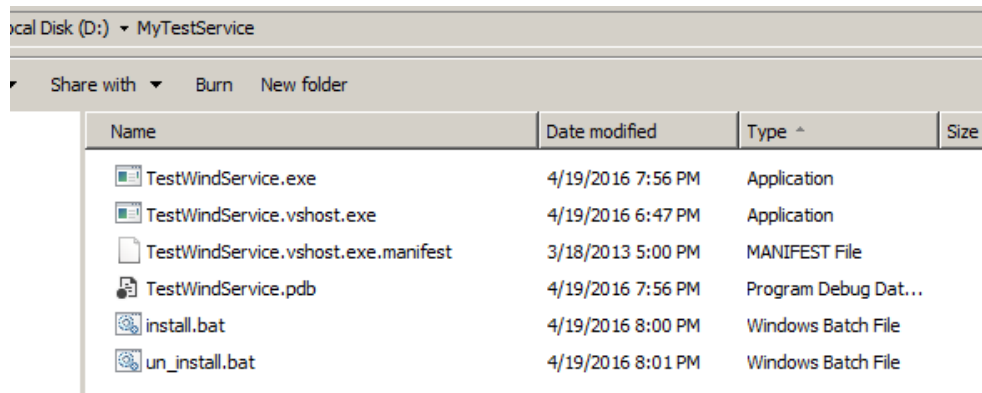 ocal Disk (D:) MyTestService
Share with Burn New folder
Name Date modified Type Size
TestWindService.exe 4/19/2016 7:56 PM Application
TestWindService.vshost.exe 4/19/2016 6:47 PM Application
TestWindService.vshost.exe.manifest 3/18/2013 5:00 PM MANIFEST File
TestWindService.pdb 4/19/2016 7:56 PM Program Debug Dat...
install.bat 4/19/2016 8:00 PM Windows Batch File
un_install.bat 4/19/2016 8:01 PM Windows Batch File